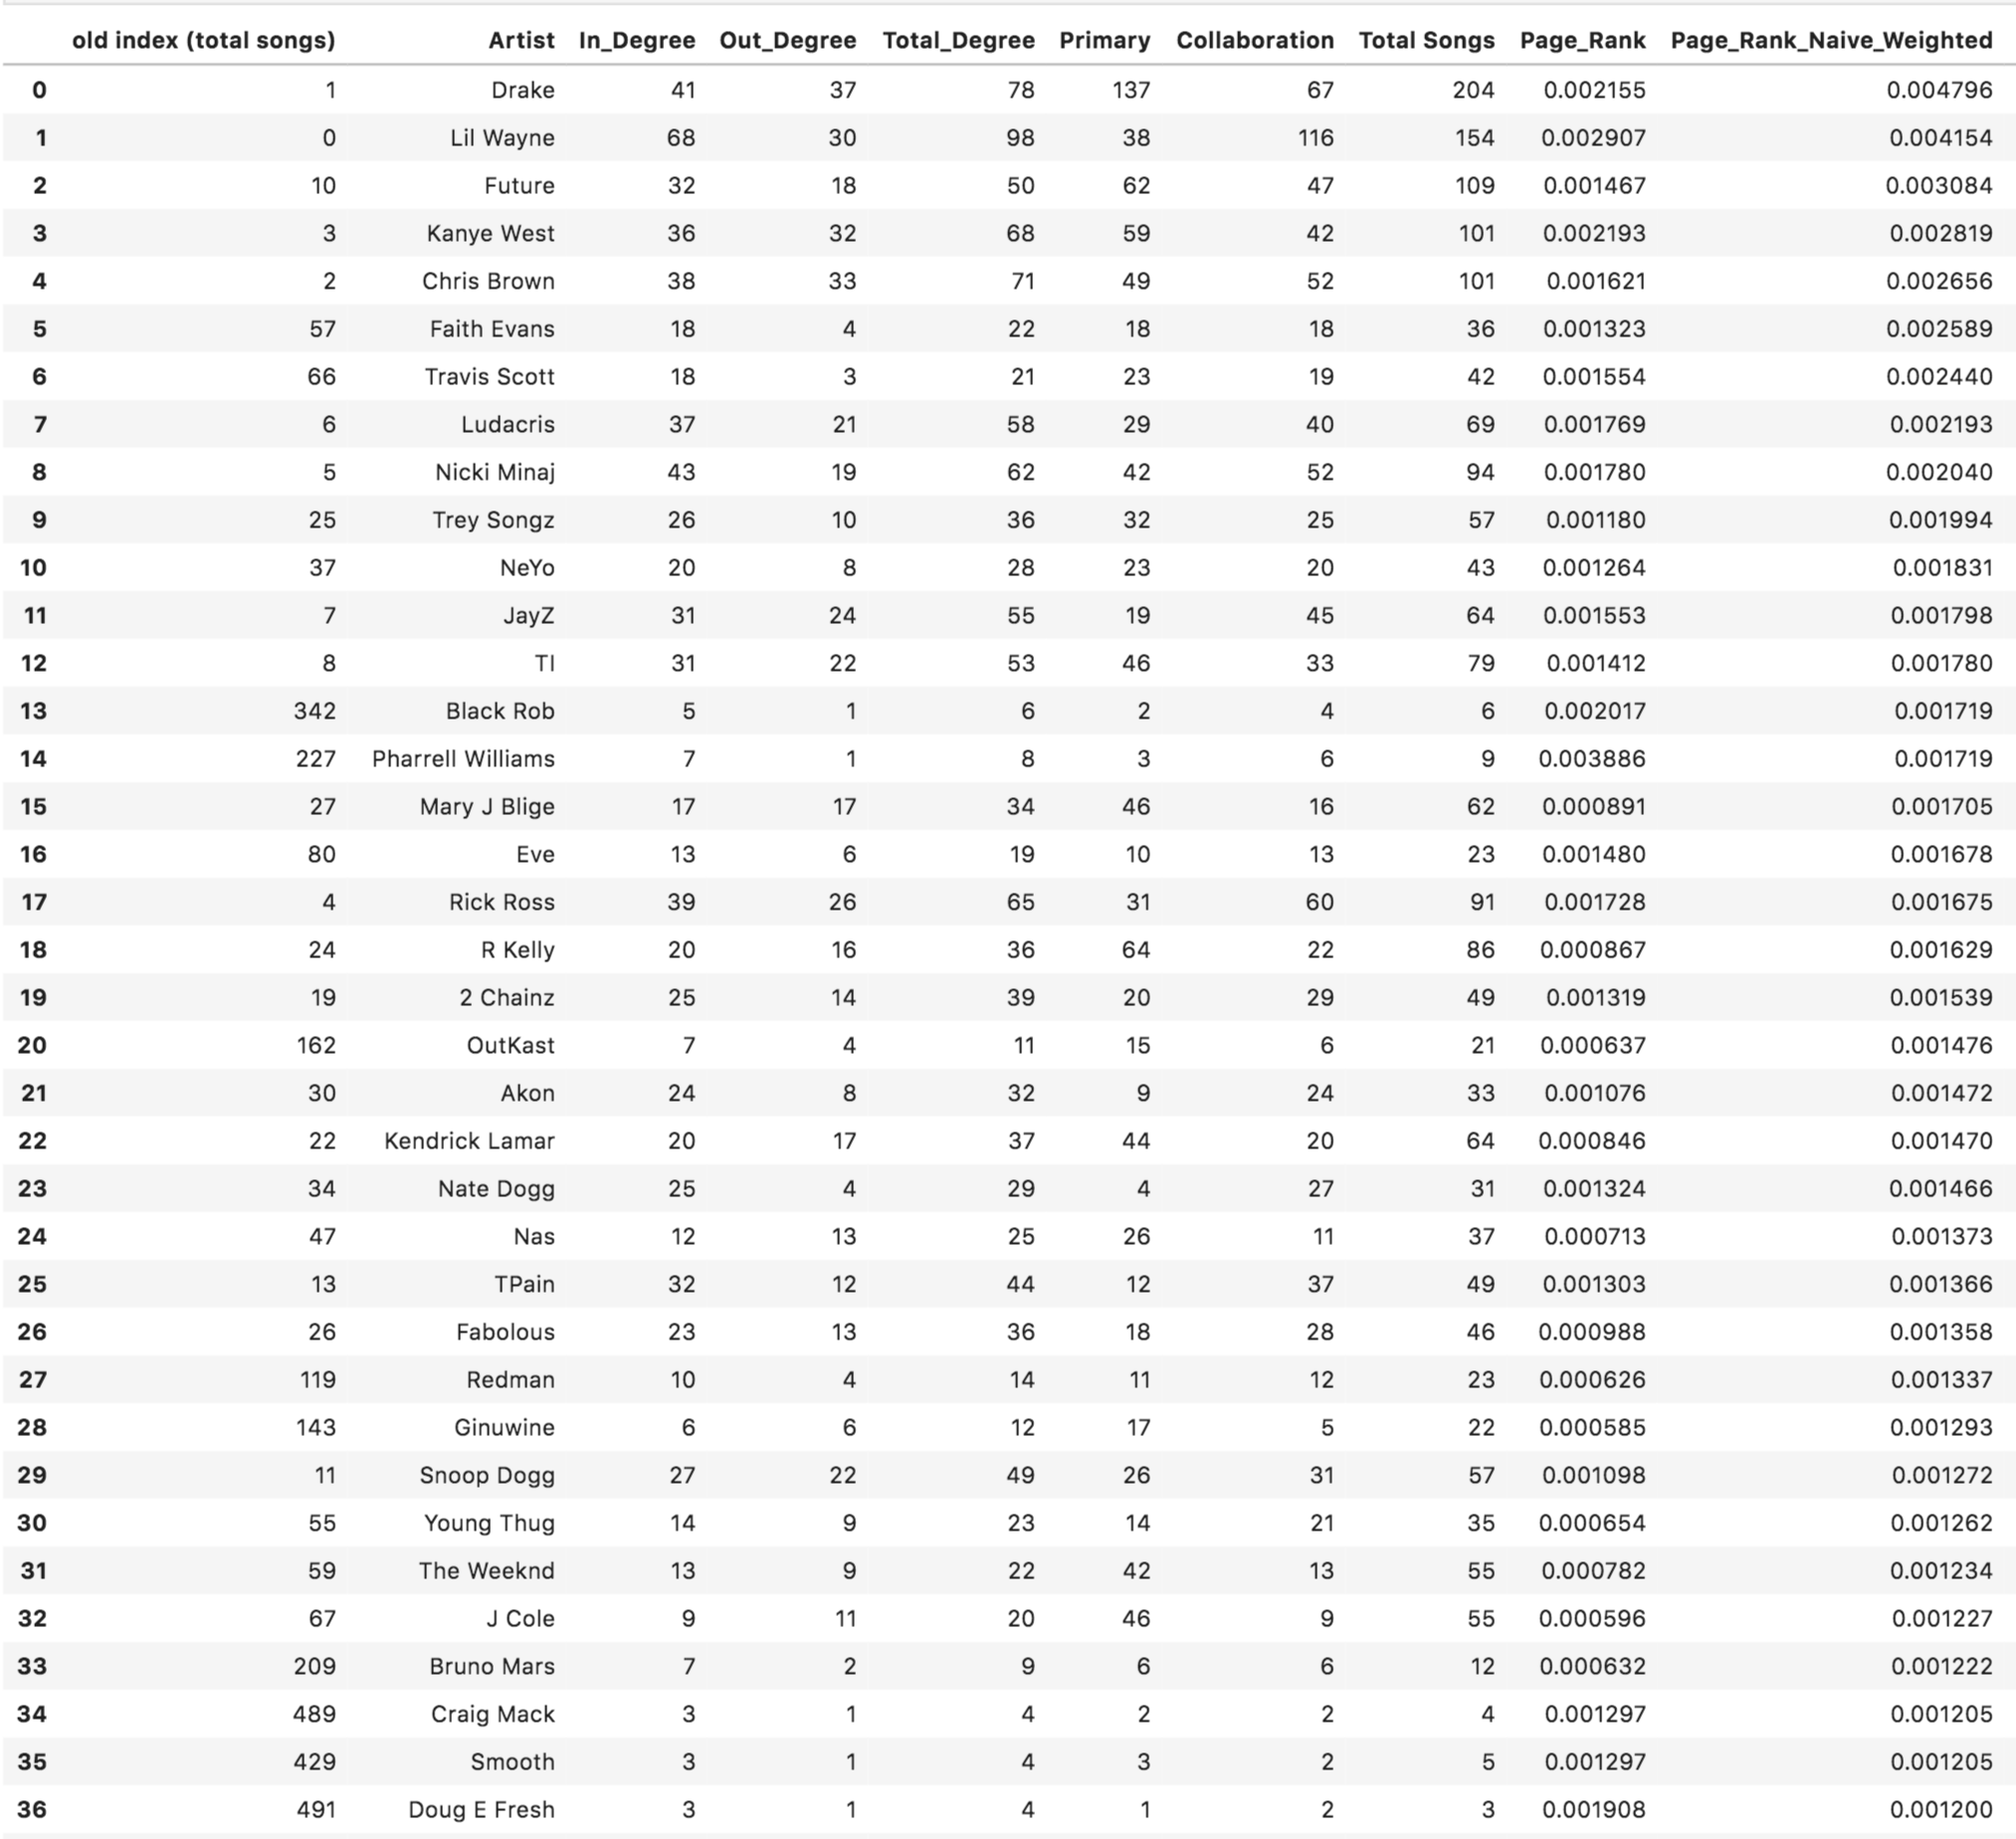 old index (total songs) Artist In_Degree Out_Degree Total_Degree Primary Collaboration Total Songs Page_Rank Page_Rank_Naive_Weighted
0 1 Drake 41 37 78 137 67 204 0.002155 0.004796
1 0 Lil Wayne 68 30 98 38 116 154 0.002907 0.004154
2 10 Future 32 18 50 62 47 109 0.001467 0.003084
3 3 Kanye West 36 32 68 59 42 101 0.002193 0.002819
4 2 Chris Brown 38 33 71 49 52 101 0.001621 0.002656
5 57 Faith Evans 18 4 22 18 18 36 0.001323 0.002589
6 66 Travis Scott 18 3 21 23 19 42 0.001554 0.002440
7 6 Ludacris 37 21 58 29 40 69 0.001769 0.002193
8 5 Nicki Minaj 43 19 62 42 52 94 0.001780 0.002040
9 25 Trey Songz 26 10 36 32 25 57 0.001180 0.001994
10 37 NeYo 20 8 28 23 20 43 0.001264 0.001831
11 7 JayZ 31 24 55 19 45 64 0.001553 0.001798
12 8 TI 31 22 53 46 33 79 0.001412 0.001780
13 342 Black Rob 5 1 6 2 4 6 0.002017 0.001719
14 227 Pharrell Williams 7 1 8 3 6 9 0.003886 0.001719
15 27 Mary J Blige 17 17 34 46 16 62 0.000891 0.001705
16 80 Eve 13 6 19 10 13 23 0.001480 0.001678
17 4 Rick Ross 39 26 65 31 60 91 0.001728 0.001675
18 24 R Kelly 20 16 36 64 22 86 0.000867 0.001629
19 19 2 Chainz 25 14 39 20 29 49 0.001319 0.001539
20 162 OutKast 7 4 11 15 6 21 0.000637 0.001476
21 30 Akon 24 8 32 9 24 33 0.001076 0.001472
22 22 Kendrick Lamar 20 17 37 44 20 64 0.000846 0.001470
23 34 Nate Dogg 25 4 29 4 27 31 0.001324 0.001466
24 47 Nas 12 13 25 26 11 37 0.000713 0.001373
25 13 TPain 32 12 44 12 37 49 0.001303 0.001366
26 26 Fabolous 23 13 36 18 28 46 0.000988 0.001358
27 119 Redman 10 4 14 11 12 23 0.000626 0.001337
28 143 Ginuwine 6 6 12 17 5 22 0.000585 0.001293
29 11 Snoop Dogg 27 22 49 26 31 57 0.001098 0.001272
30 55 Young Thug 14 9 23 14 21 35 0.000654 0.001262
31 59 The Weeknd 13 9 22 42 13 55 0.000782 0.001234
32 67 J Cole 9 11 20 46 9 55 0.000596 0.001227
33 209 Bruno Mars 7 2 9 6 6 12 0.000632 0.001222
34 489 Craig Mack 3 1 4 2 2 4 0.001297 0.001205
35 429 Smooth 3 1 4 3 2 5 0.001297 0.001205
36 491 Doug E Fresh 3 1 4 1 2 3 0.001908 0.001200